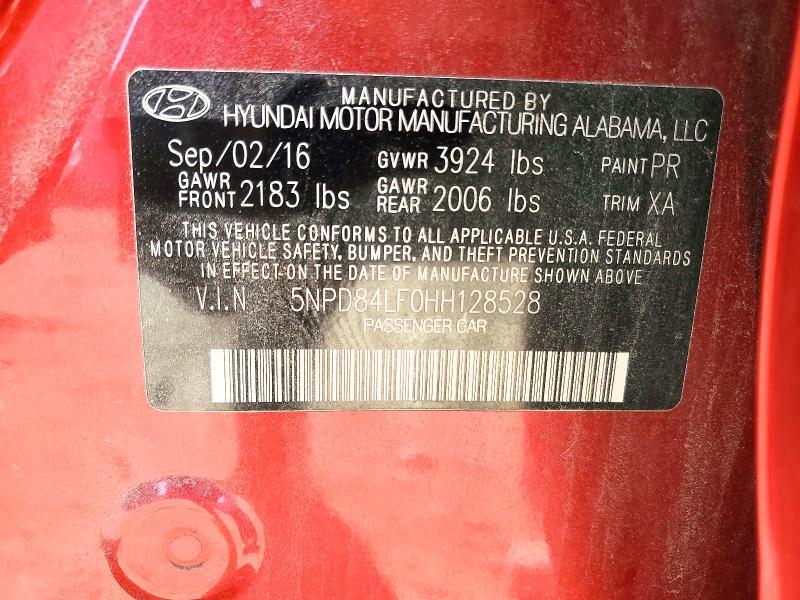 MANUFACTURED BY
HYUNDAI MOTOR MANUFACTURING ALABAMA, LLC
Sep/02/16 GVWR 3924 lbs PAINT PR
GAWR FRONT 2183 lbs GAWR REAR 2006 lbs TRIM XA
THIS VEHICLE CONFORMS TO ALL APPLICABLE U.S.A. FEDERAL
MOTOR VEHICLE SAFETY, BUMPER, AND THEFT PREVENTION STANDARDS
IN EFFECT ON THE DATE OF MANUFACTURE SHOWN ABOVE
V.I.N 5NPD84LF0HH128528
PASSENGER CAR